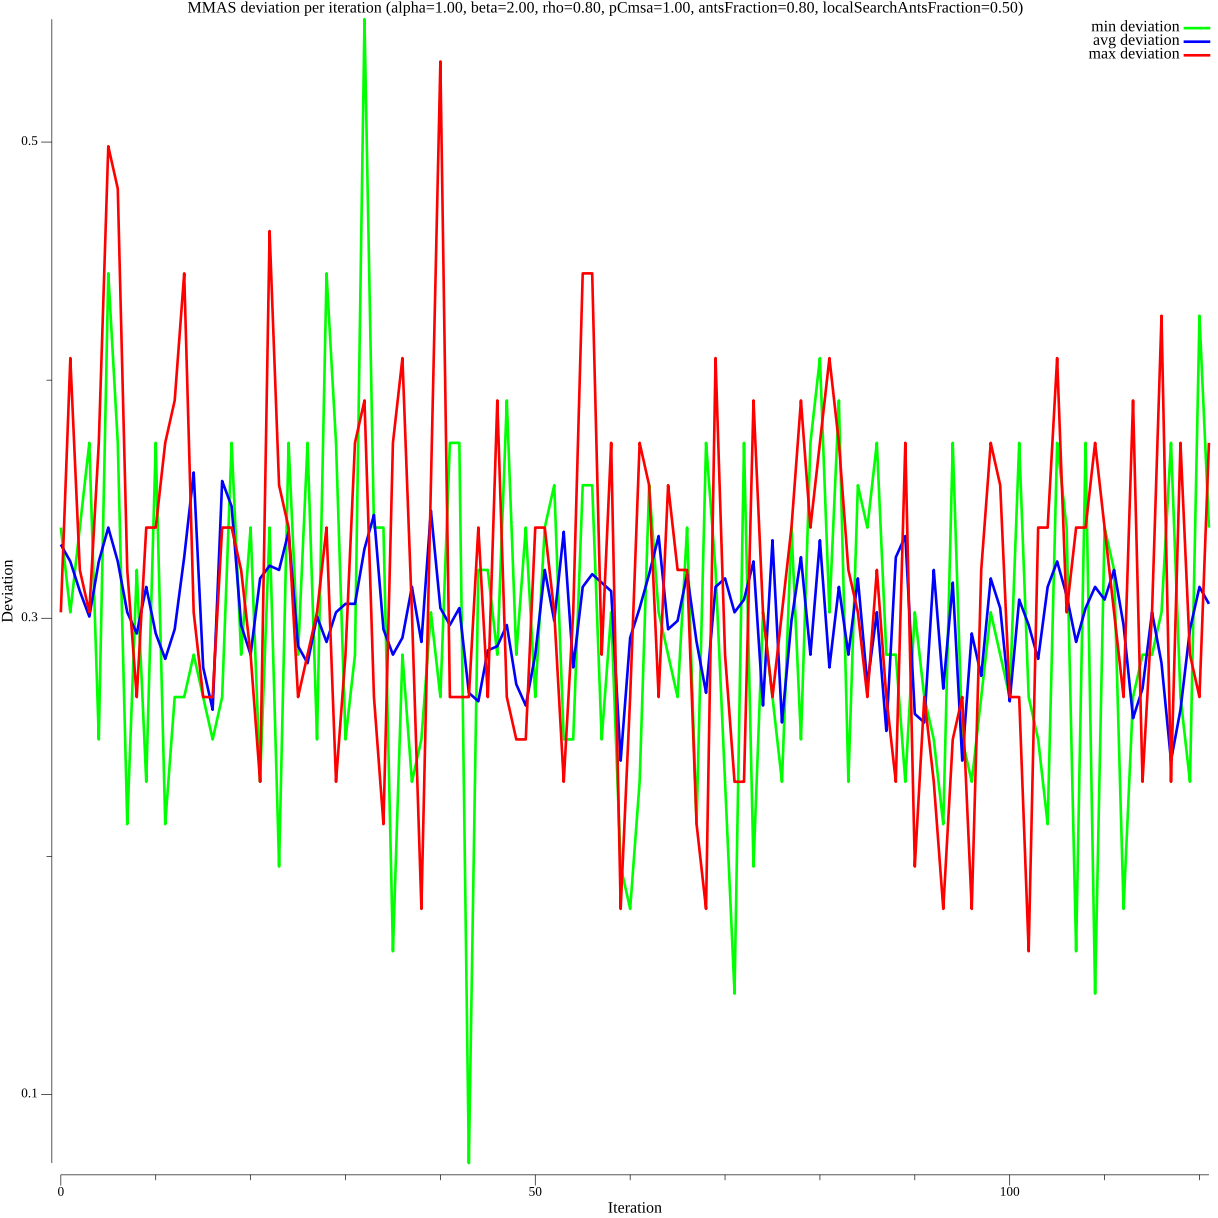 MMAS deviation per iteration (alpha=1.00, beta=2.00, rho=0.80, pCmsa=1.00, antsFraction=0.80, localSearchAntsFraction=0.50)
min deviation
avg deviation
max deviation
0.5
0.3
0.1
Deviation
0
50
100
Iteration